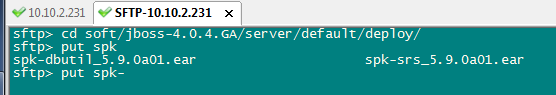 10.10.2.231 SFTP-10.10.2.231 x
sftp> cd soft/jboss-4.0.4.GA/server/default/deploy/
sftp> put spk
spk-dbutil_5.9.0a01.ear spk-srs_5.9.0a01.ear
sftp> put spk-